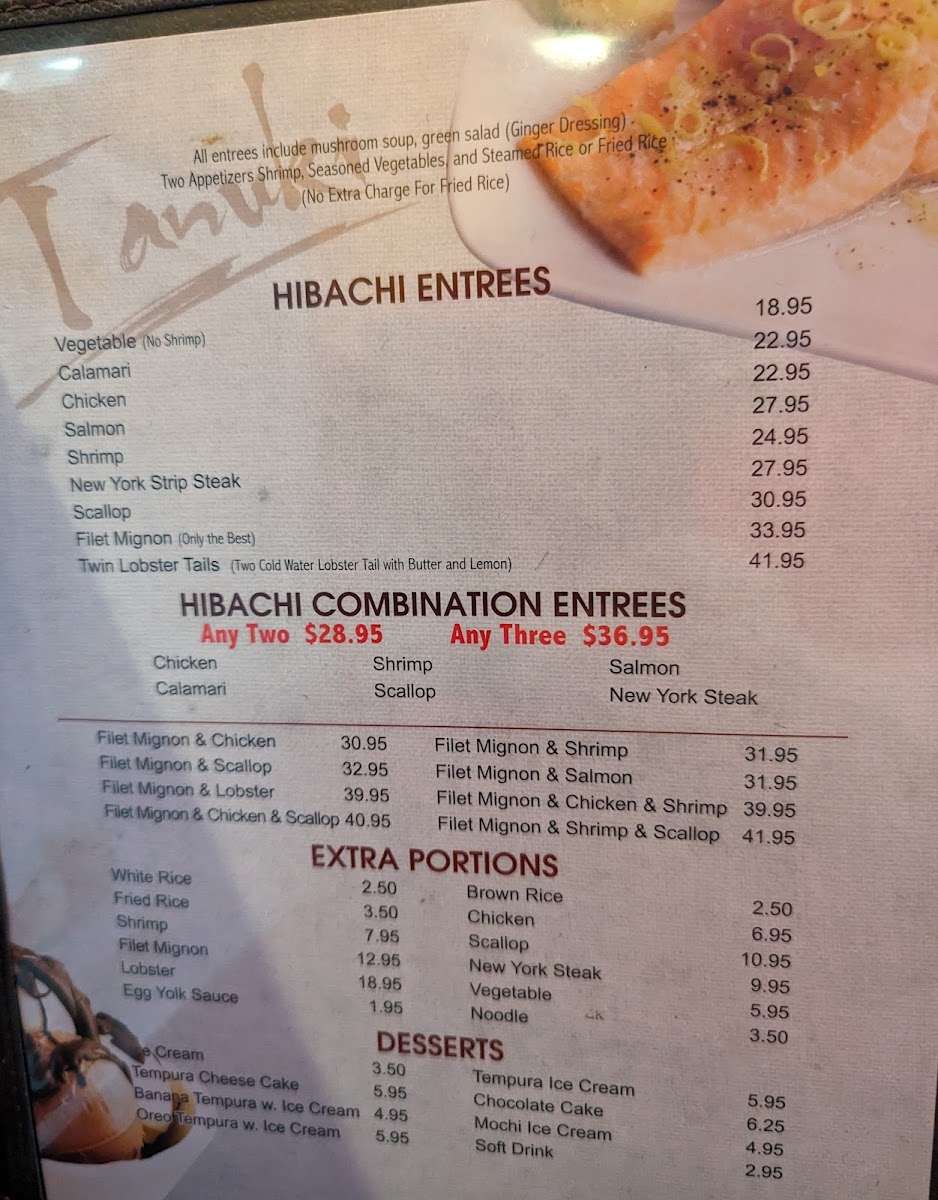 Tanuki
All entrees include mushroom soup, green salad (Ginger Dressing)
Two Appetizers Shrimp, Seasoned Vegetables, and Steamed Rice or Fried Rice
(No Extra Charge For Fried Rice)
HIBACHI ENTREES
Vegetable (No Shrimp) 18.95
Calamari 22.95
Chicken 22.95
Salmon 27.95
Shrimp 24.95
New York Strip Steak 27.95
Scallop 30.95
Filet Mignon (Only the Best) 33.95
Twin Lobster Tails (Two Cold Water Lobster Tail with Butter and Lemon) 41.95
HIBACHI COMBINATION ENTREES
Any Two $28.95 Any Three $36.95
Chicken Shrimp Salmon
Calamari Scallop New York Steak
Filet Mignon & Chicken 30.95 Filet Mignon & Shrimp 31.95
Filet Mignon & Scallop 32.95 Filet Mignon & Salmon 31.95
Filet Mignon & Lobster 39.95 Filet Mignon & Chicken & Shrimp 39.95
Filet Mignon & Chicken & Scallop 40.95 Filet Mignon & Shrimp & Scallop 41.95
EXTRA PORTIONS
White Rice 2.50 Brown Rice 2.50
Fried Rice 3.50 Chicken 6.95
Shrimp 7.95 Scallop 10.95
Filet Mignon 12.95 New York Steak 9.95
Lobster 18.95 Vegetable 5.95
Egg Yolk Sauce 1.95 Noodle 3.50
DESSERTS
e Cream 3.50 Tempura Ice Cream 5.95
Tempura Cheese Cake 5.95 Chocolate Cake 6.25
Banana Tempura w. Ice Cream 4.95 Mochi Ice Cream 4.95
Oreo Tempura w. Ice Cream 5.95 Soft Drink 2.95